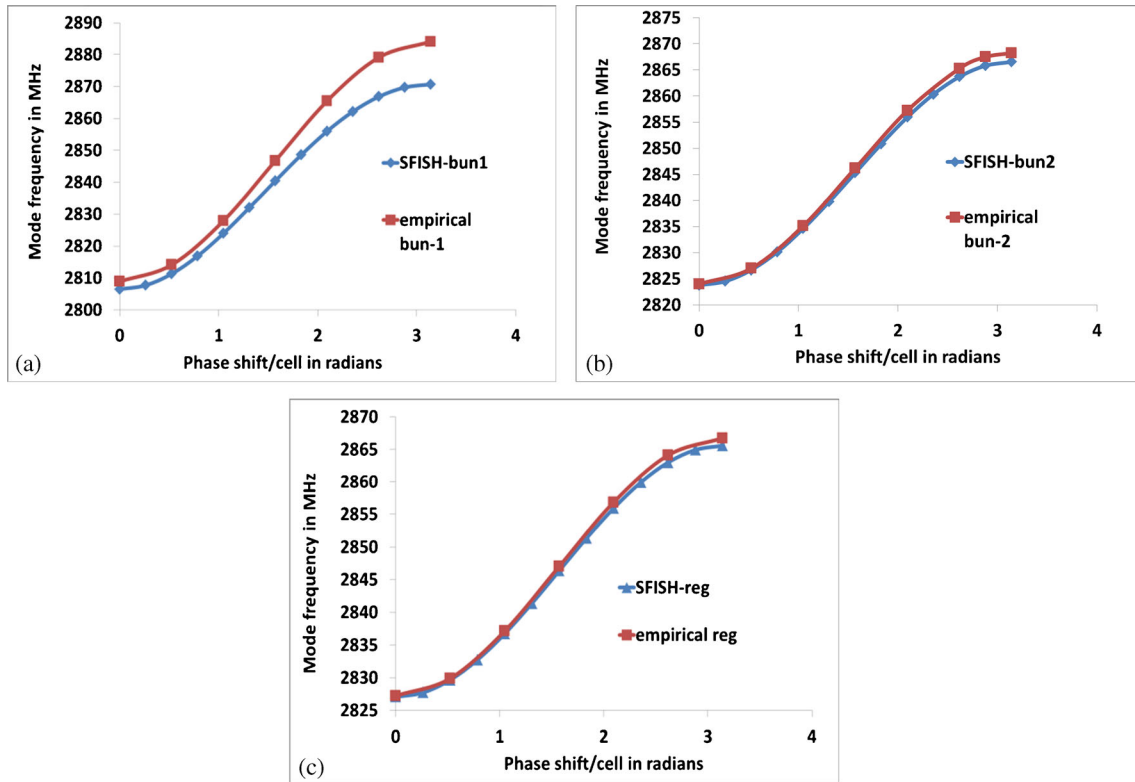 2890
2880
2870
2860
2850
2840
2830
2820
2810
2800
Mode frequency in MHz
SFISH-bun1
empirical
bun-1
0 1 2 3 4
Phase shift/cell in radians
(a)
2875
2870
2865
2860
2855
2850
2845
2840
2835
2830
2825
2820
Mode frequency in MHz
SFISH-bun2
empirical
bun-2
0 1 2 3 4
Phase shift/cell in radians
(b)
2870
2865
2860
2855
2850
2845
2840
2835
2830
2825
Mode frequency in MHz
SFISH-reg
empirical reg
0 1 2 3 4
Phase shift/cell in radians
(c)